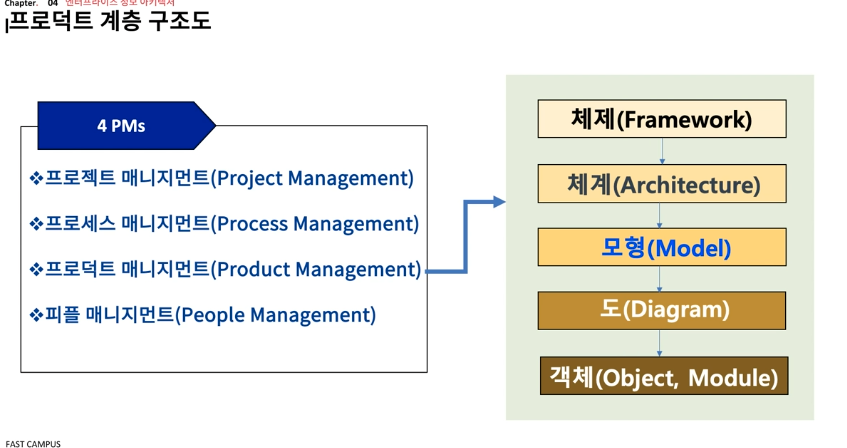 Chapter. 04 엔터프라이즈 정보 아키텍처
프로덕트 계층 구조도
4 PMs
❖프로젝트 매니지먼트(Project Management)
❖프로세스 매니지먼트(Process Management)
❖프로덕트 매니지먼트(Product Management)
❖피플 매니지먼트(People Management)
체제(Framework)
체계(Architecture)
모형(Model)
도(Diagram)
객체(Object, Module)
FAST CAMPUS